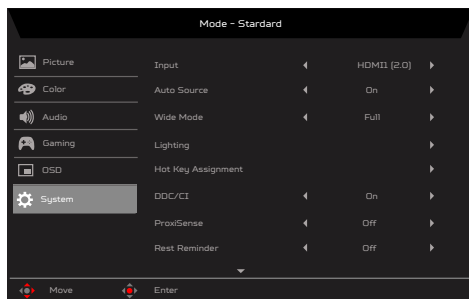 Mode - Stardard
Picture
Color
Audio
Gaming
OSD
System
Input HDMI1 (2.0)
Auto Source On
Wide Mode Full
Lighting
Hot Key Assignment
DDC/CI On
ProxiSense Off
Rest Reminder Off
Move Enter